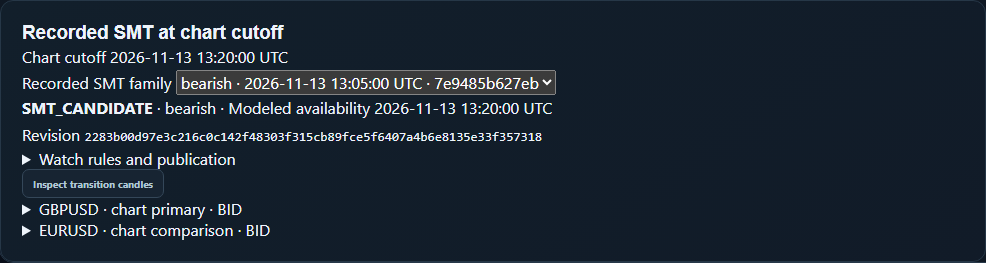 Recorded SMT at chart cutoff
Chart cutoff 2026-11-13 13:20:00 UTC
Recorded SMT family bearish · 2026-11-13 13:05:00 UTC · 7e9485b627eb
SMT_CANDIDATE · bearish · Modeled availability 2026-11-13 13:20:00 UTC
Revision 2283b00d97e3c216c0c142f48303f315cb89fce5f6407a4b6e8135e33f357318
Watch rules and publication
Inspect transition candles
GBPUSD · chart primary · BID
EURUSD · chart comparison · BID